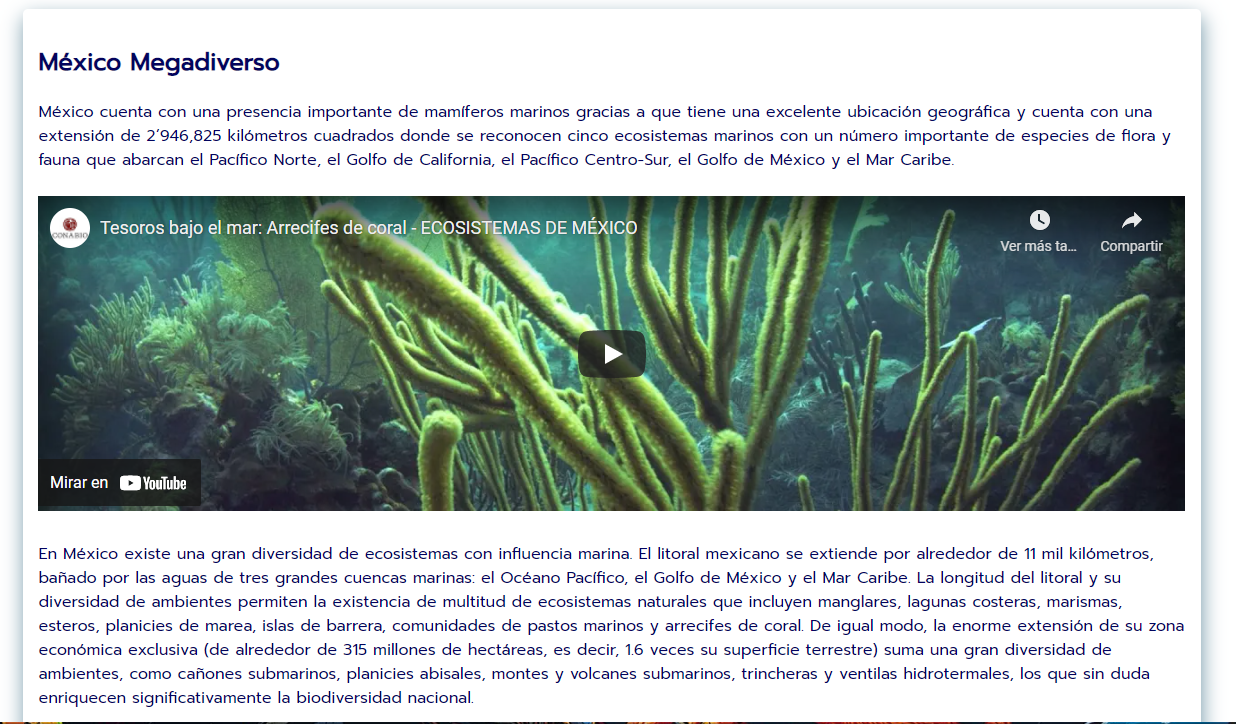 México Megadiverso
México cuenta con una presencia importante de mamíferos marinos gracias a que tiene una excelente ubicación geográfica y cuenta con una
extensión de 2’946,825 kilómetros cuadrados donde se reconocen cinco ecosistemas marinos con un número importante de especies de flora y
fauna que abarcan el Pacífico Norte, el Golfo de California, el Pacífico Centro-Sur, el Golfo de México y el Mar Caribe.
CONABIO
Tesoros bajo el mar: Arrecifes de coral - ECOSISTEMAS DE MÉXICO
Ver más ta...
Compartir
Mirar en YouTube
En México existe una gran diversidad de ecosistemas con influencia marina. El litoral mexicano se extiende por alrededor de 11 mil kilómetros,
bañado por las aguas de tres grandes cuencas marinas: el Océano Pacífico, el Golfo de México y el Mar Caribe. La longitud del litoral y su
diversidad de ambientes permiten la existencia de multitud de ecosistemas naturales que incluyen manglares, lagunas costeras, marismas,
esteros, planicies de marea, islas de barrera, comunidades de pastos marinos y arrecifes de coral. De igual modo, la enorme extensión de su zona
económica exclusiva (de alrededor de 315 millones de hectáreas, es decir, 1.6 veces su superficie terrestre) suma una gran diversidad de
ambientes, como cañones submarinos, planicies abisales, montes y volcanes submarinos, trincheras y ventilas hidrotermales, los que sin duda
enriquecen significativamente la biodiversidad nacional.